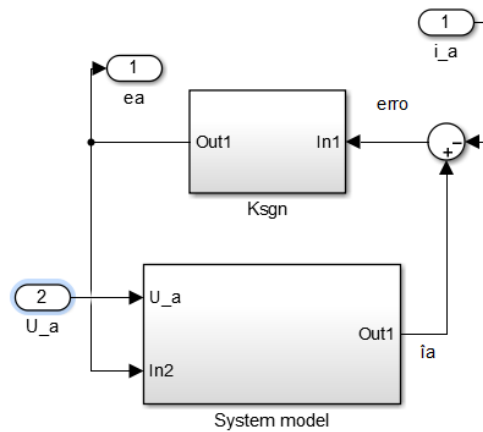 1
i_a
1
ea
erro
Out1
In1
Ksgn
2
U_a
U_a
Out1
îa
In2
System model